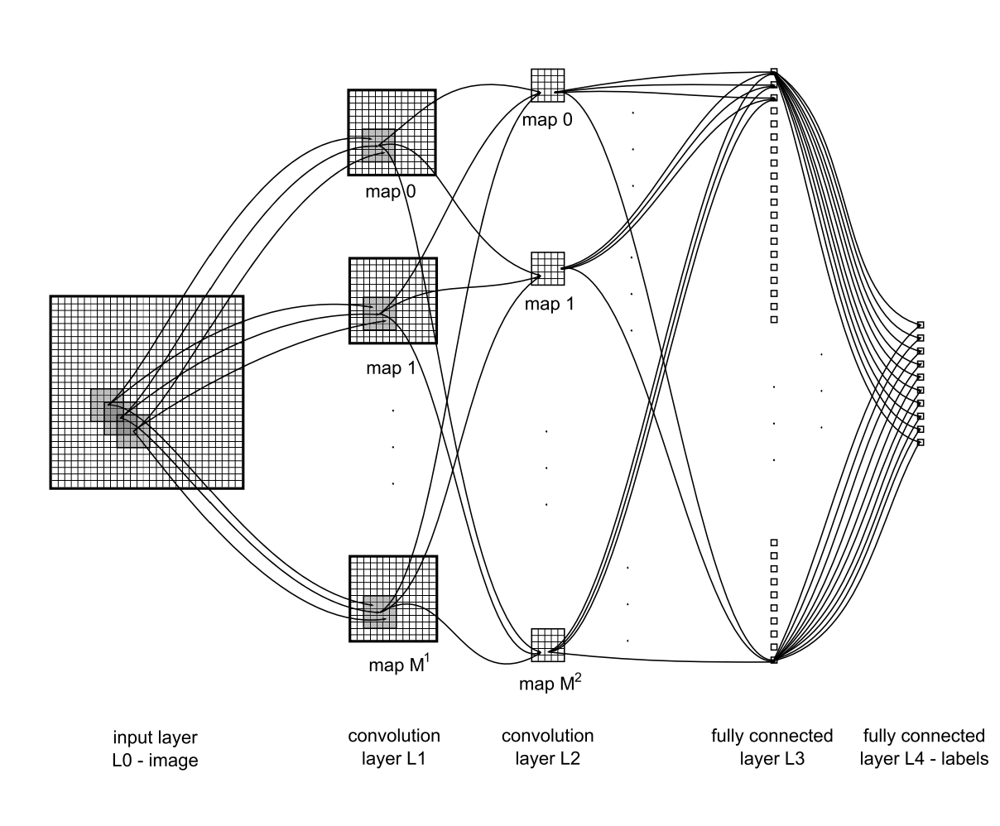 map 0
map 0
map 1
map 1
map M¹
map M²
input layer
L0 - image
convolution
layer L1
convolution
layer L2
fully connected
layer L3
fully connected
layer L4 - labels